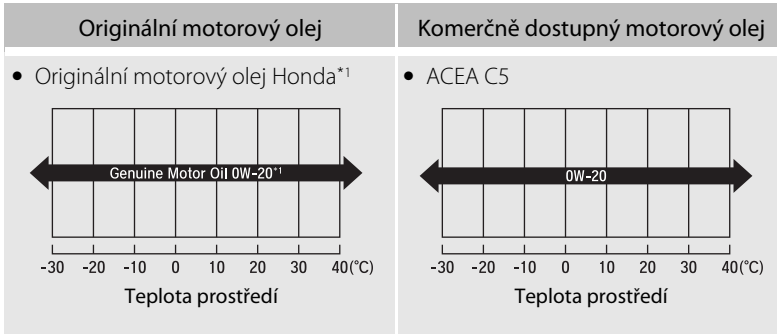 Originální motorový olej
Komerčně dostupný motorový olej
● Originální motorový olej Honda*1
Genuine Motor Oil 0W-20*1
-30 -20 -10 0 10 20 30 40(°C)
Teplota prostředí
● ACEA C5
0W-20
-30 -20 -10 0 10 20 30 40(°C)
Teplota prostředí